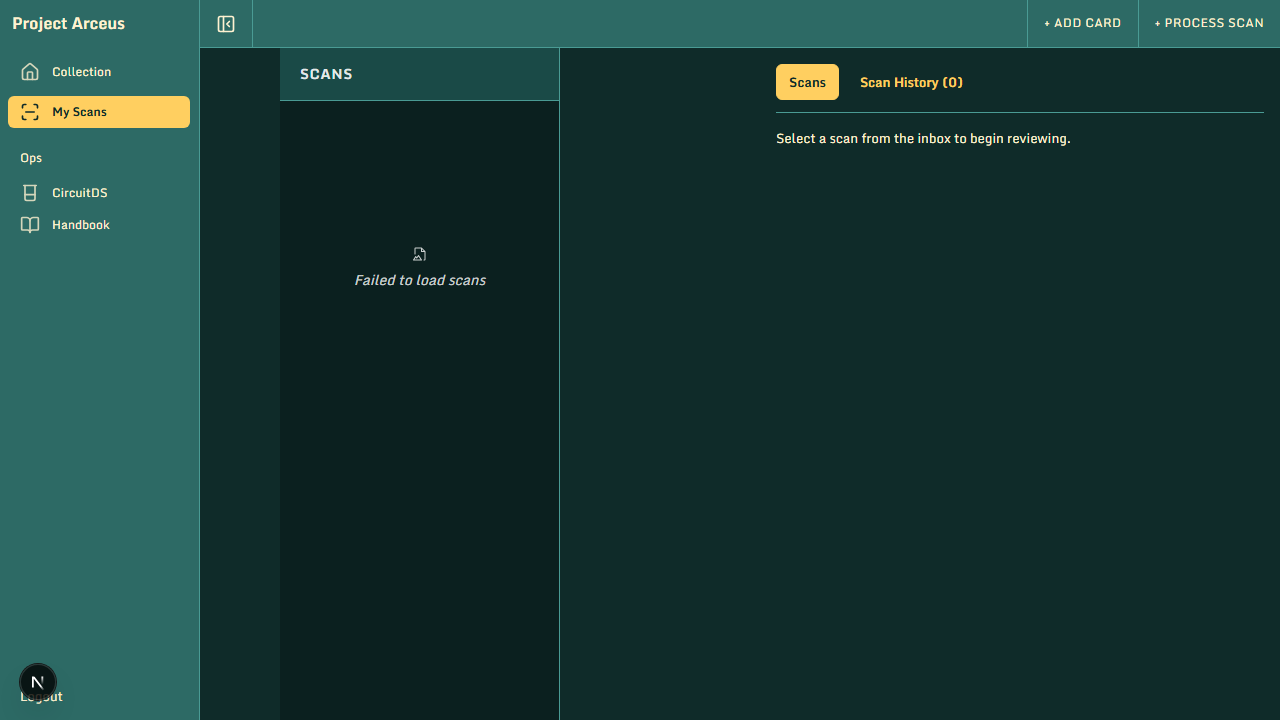 Project Arceus
+ ADD CARD
+ PROCESS SCAN
Collection
My Scans
Ops
CircuitDS
Handbook
Logout
N
SCANS
Failed to load scans
Scans
Scan History (0)
Select a scan from the inbox to begin reviewing.